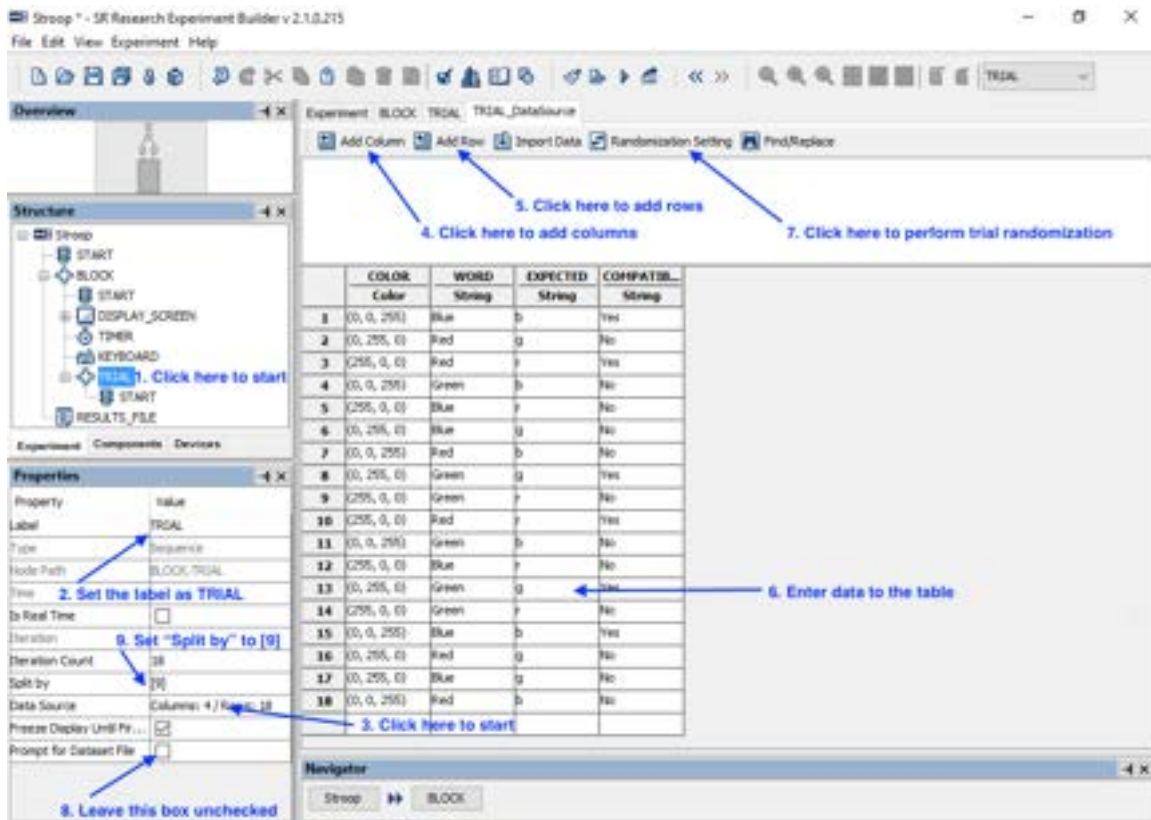 Stroop * - SR Research Experiment Builder v 2.1.0.215
File Edit View Experiment Help
TRIAL
Overview
Experiment BLOCK TRIAL TRIAL_DataSource
Add Column Add Row Import Data Randomization Setting Find/Replace
5. Click here to add rows
4. Click here to add columns
7. Click here to perform trial randomization
Structure
Stroop
START
BLOCK
START
DISPLAY_SCREEN
TIMER
KEYBOARD
TRIAL 1. Click here to start
START
RESULTS_FILE
Experiment Components Devices
Properties
Property Value
Label TRIAL
Type Sequence
Node Path BLOCK.TRIAL
Time 2. Set the label as TRIAL
Is Real Time
Iteration 9. Set "Split by" to [9]
Iteration Count 18
Split by [9]
Data Source Columns: 4 / Rows: 18
Freeze Display Until Fir...
Prompt for Dataset File
8. Leave this box unchecked
COLOR WORD EXPECTED COMPATIB...
Color String String String
1 (0, 0, 255) Blue b Yes
2 (0, 255, 0) Red g No
3 (255, 0, 0) Red r Yes
4 (0, 0, 255) Green b No
5 (255, 0, 0) Blue r No
6 (0, 255, 0) Blue g No
7 (0, 0, 255) Red b No
8 (0, 255, 0) Green g Yes
9 (255, 0, 0) Green r No
10 (255, 0, 0) Red r Yes
11 (0, 0, 255) Green b No
12 (255, 0, 0) Blue r No
13 (0, 255, 0) Green g Yes
6. Enter data to the table
14 (255, 0, 0) Green r No
15 (0, 0, 255) Blue b Yes
16 (0, 255, 0) Red g No
17 (0, 255, 0) Blue g No
18 (0, 0, 255) Red b No
3. Click here to start
Navigator
Stroop BLOCK